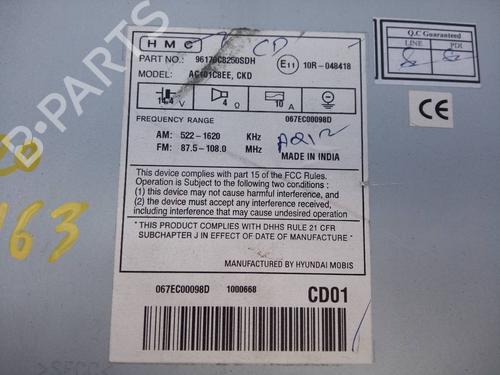 HMC
CD
PART NO.: 96170C8250SDH
E11 10R-048418
MODEL: AC101C8EE, CKD
14.4 V
4 Ω
10 A
FREQUENCY RANGE
067EC00098D
AM: 522-1620 KHz
FM: 87.5-108.0 MHz
MADE IN INDIA
This device complies with part 15 of the FCC Rules.
Operation is Subject to the following two conditions :
(1) this device may not cause harmful interference, and
(2) the device must accept any interference received,
including interference that may cause undesired operation
" THIS PRODUCT COMPLIES WITH DHHS RULE 21 CFR
SUBCHAPTER J IN EFFECT OF DATE OF MANUFACTURE "
MANUFACTURED BY HYUNDAI MOBIS
067EC00098D 1000668 CD01
Q.C Guaranteed
LINE PDI
CE
163
B-Parts